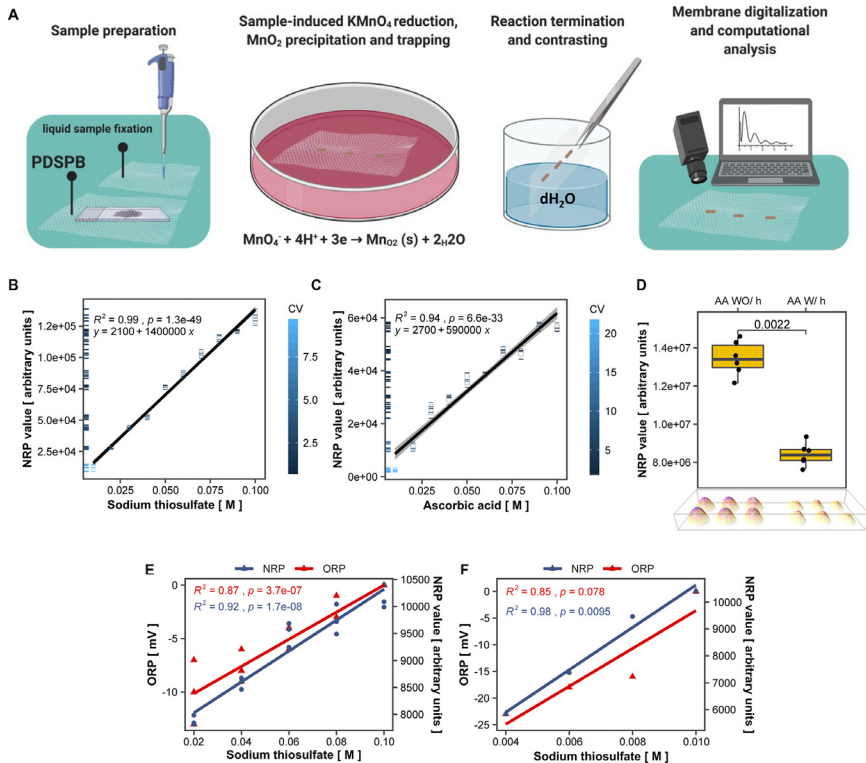 A
Sample preparation
Sample-induced KMnO4 reduction,
MnO2 precipitation and trapping
Reaction termination
and contrasting
Membrane digitalization
and computational
analysis
liquid sample fixation
PDSPB
dH2O
MnO4- + 4H+ + 3e → MnO2 (s) + 2H2O
B
R² = 0.99 , p = 1.3e-49
y = 2100 + 1400000 x
CV
NRP value [ arbitrary units ]
1.2e+05
1.0e+05
7.5e+04
5.0e+04
2.5e+04
7.5
5.0
2.5
0.025
0.050
0.075
0.100
Sodium thiosulfate [ M ]
C
R² = 0.94 , p = 6.6e-33
y = 2700 + 590000 x
CV
NRP value [ arbitrary units ]
6e+04
4e+04
2e+04
0e+00
20
15
10
5
0.025
0.050
0.075
0.100
Ascorbic acid [ M ]
D
AA WO/ h
AA W/ h
0.0022
NRP value [ arbitrary units ]
1.4e+07
1.2e+07
1.0e+07
8.0e+06
E
NRP
ORP
R² = 0.87 , p = 3.7e-07
R² = 0.92 , p = 1.7e-08
ORP [ mV ]
0
-5
-10
NRP value [ arbitrary units ]
10500
10000
9500
9000
8500
8000
0.02
0.04
0.06
0.08
0.10
Sodium thiosulfate [ M ]
F
NRP
ORP
R² = 0.85 , p = 0.078
R² = 0.98 , p = 0.0095
ORP [ mV ]
0
-5
-10
-15
-20
-25
NRP value [ arbitrary units ]
10000
9000
8000
7000
6000
0.004
0.006
0.008
0.010
Sodium thiosulfate [ M ]